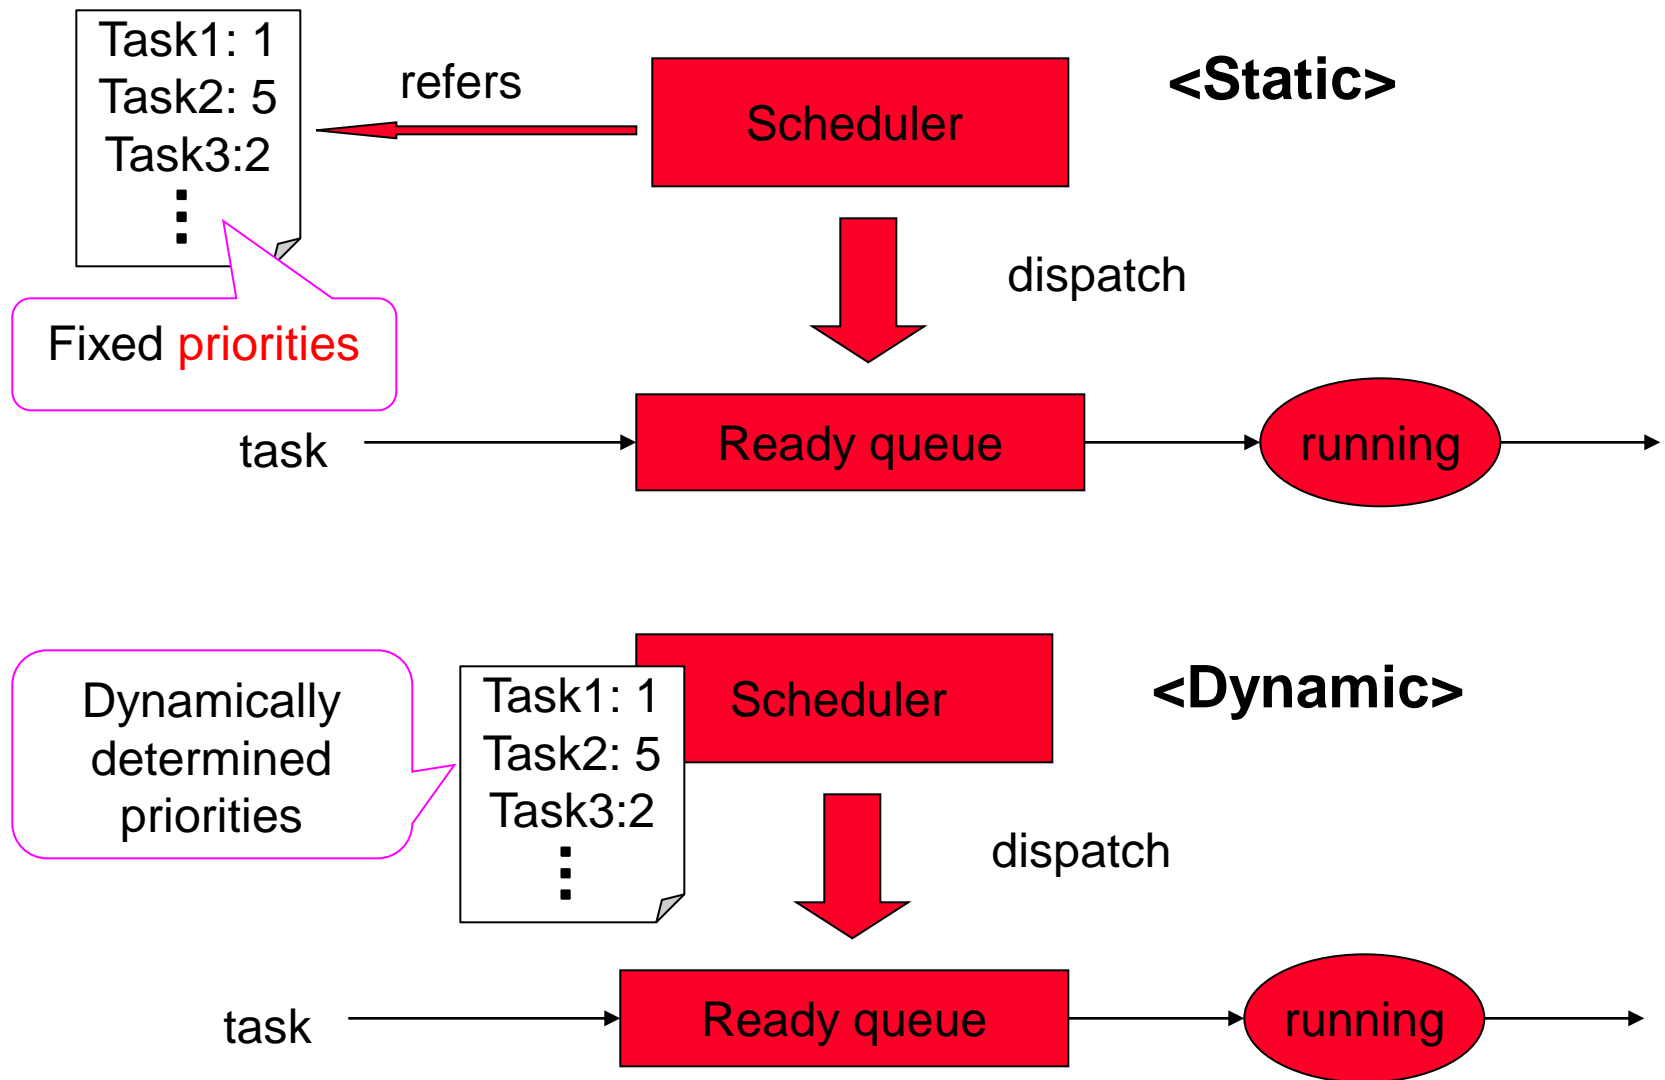 Task1: 1
Task2: 5
Task3:2
refers
Scheduler
<Static>
dispatch
Fixed priorities
task
Ready queue
running
Dynamically
determined
priorities
Task1: 1
Task2: 5
Task3:2
Scheduler
<Dynamic>
dispatch
task
Ready queue
running